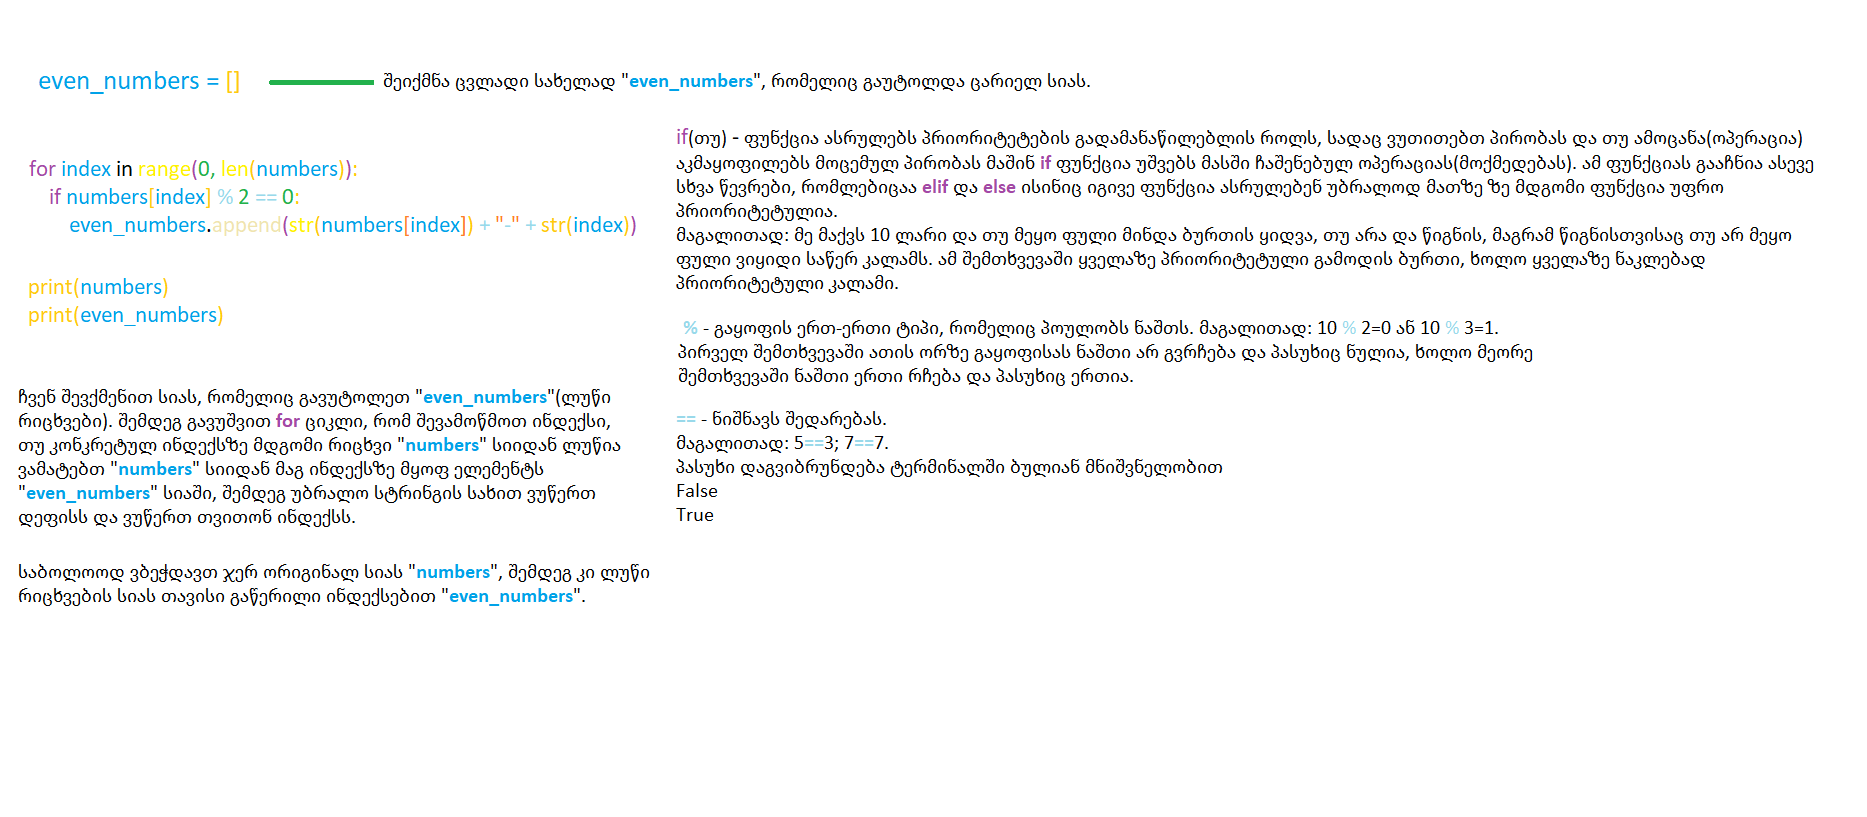 even_numbers = []
შეიქმნა ცვლადი სახელად "even_numbers", რომელიც გაუტოლდა ცარიელ სიას.
for index in range(0, len(numbers)):
if numbers[index] % 2 == 0:
even_numbers.append(str(numbers[index]) + "-" + str(index))
print(numbers)
print(even_numbers)
ჩვენ შევქმენით სიას, რომელიც გავუტოლეთ "even_numbers"(ლუწი
რიცხვები). შემდეგ გავუშვით for ციკლი, რომ შევამოწმოთ ინდექსი,
თუ კონკრეტულ ინდექსზე მდგომი რიცხვი "numbers" სიიდან ლუწია
ვამატებთ "numbers" სიიდან მაგ ინდექსზე მყოფ ელემენტს
"even_numbers" სიაში, შემდეგ უბრალო სტრინგის სახით ვუწერთ
დეფისს და ვუწერთ თვითონ ინდექსს.
საბოლოოდ ვბეჭდავთ ჯერ ორიგინალ სიას "numbers", შემდეგ კი ლუწი
რიცხვების სიას თავისი გაწერილი ინდექსებით "even_numbers".
if(თუ) - ფუნქცია ასრულებს პრიორიტეტების გადამანაწილებლის როლს, სადაც ვუთითებთ პირობას და თუ ამოცანა(ოპერაცია)
აკმაყოფილებს მოცემულ პირობას მაშინ if ფუნქცია უშვებს მასში ჩაშენებულ ოპერაციას(მოქმედებას). ამ ფუნქციას გააჩნია ასევე
სხვა წევრები, რომლებიცაა elif და else ისინიც იგივე ფუნქცია ასრულებენ უბრალოდ მათზე ზე მდგომი ფუნქცია უფრო
პრიორიტეტულია.
მაგალითად: მე მაქვს 10 ლარი და თუ მეყო ფული მინდა ბურთის ყიდვა, თუ არა და წიგნის, მაგრამ წიგნისთვისაც თუ არ მეყო
ფული ვიყიდი საწერ კალამს. ამ შემთხვევაში ყველაზე პრიორიტეტული გამოდის ბურთი, ხოლო ყველაზე ნაკლებად
პრიორიტეტული კალამი.
% - გაყოფის ერთ-ერთი ტიპი, რომელიც პოულობს ნაშთს. მაგალითად: 10 % 2=0 ან 10 % 3=1.
პირველ შემთხვევაში ათის ორზე გაყოფისას ნაშთი არ გვრჩება და პასუხიც ნულია, ხოლო მეორე
შემთხვევაში ნაშთი ერთი რჩება და პასუხიც ერთია.
== - ნიშნავს შედარებას.
მაგალითად: 5==3; 7==7.
პასუხი დაგვიბრუნდება ტერმინალში ბულიან მნიშვნელობით
False
True